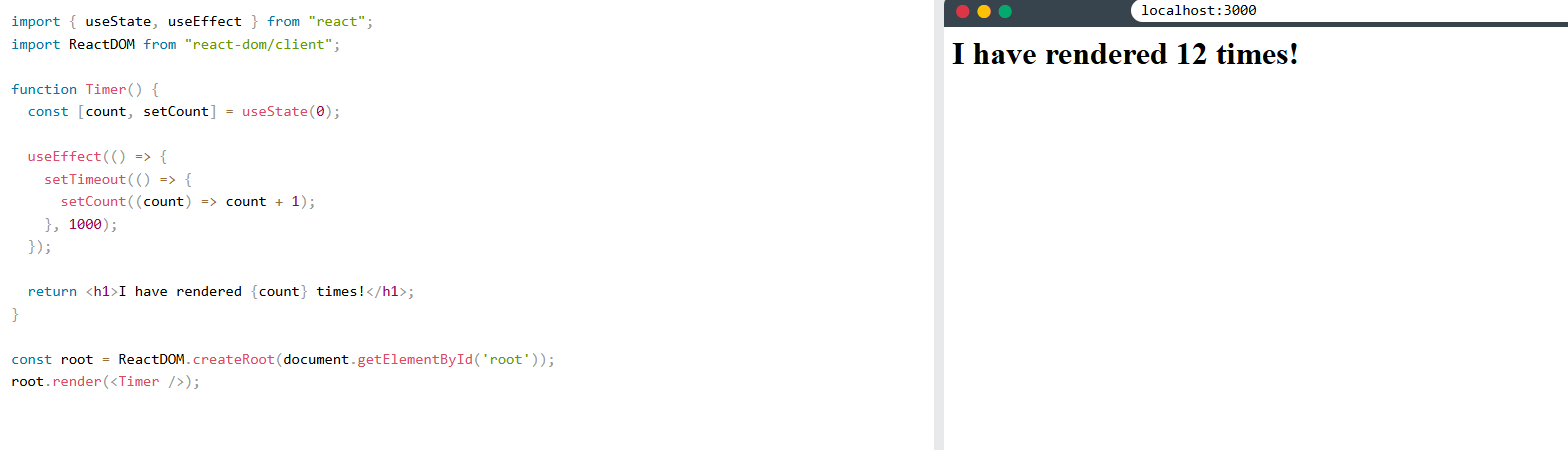 import { useState, useEffect } from "react";
import ReactDOM from "react-dom/client";

function Timer() {
  const [count, setCount] = useState(0);

  useEffect(() => {
    setTimeout(() => {
      setCount((count) => count + 1);
    }, 1000);
  });

  return <h1>I have rendered {count} times!</h1>;
}

const root = ReactDOM.createRoot(document.getElementById('root'));
root.render(<Timer />);
localhost:3000
I have rendered 12 times!